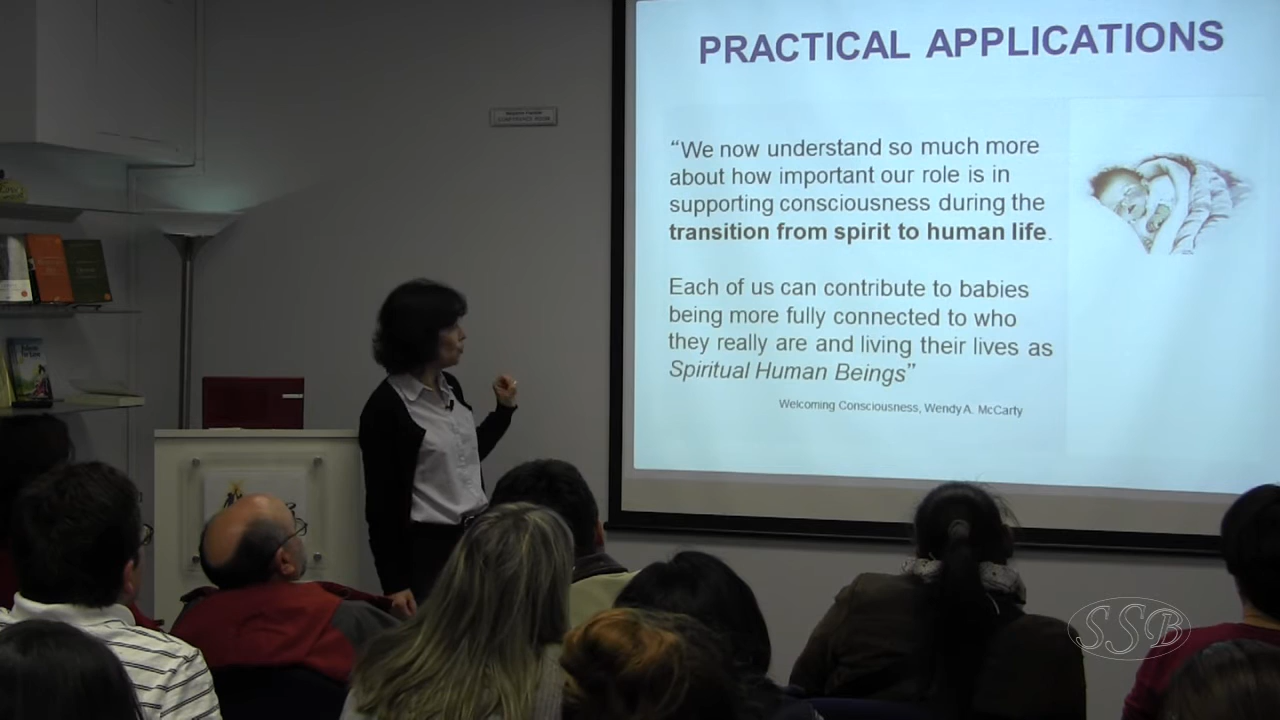 PRACTICAL APPLICATIONS
CONFERENCE ROOM
“We now understand so much more
about how important our role is in
supporting consciousness during the
transition from spirit to human life.
Each of us can contribute to babies
being more fully connected to who
they really are and living their lives as
Spiritual Human Beings”
Welcoming Consciousness, Wendy A. McCarty
SSB